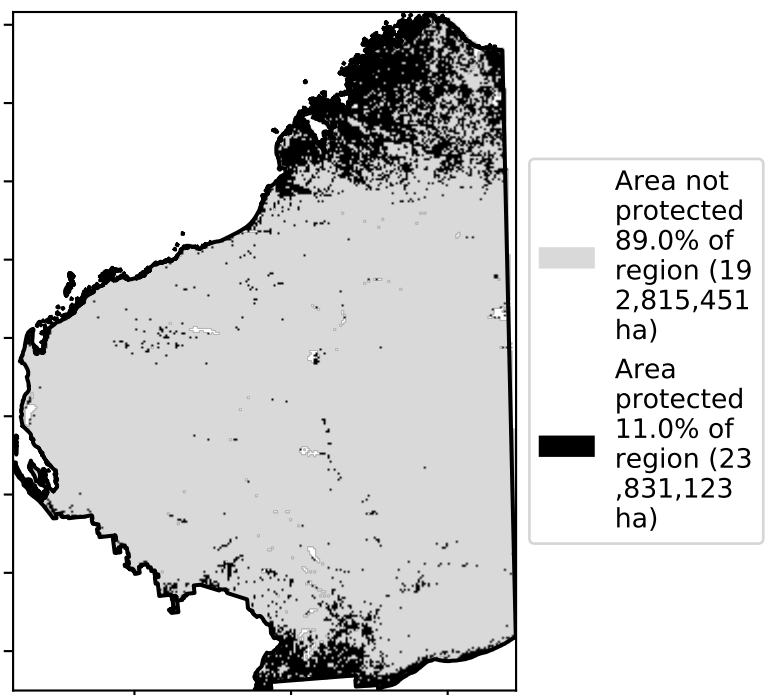 Area not
protected
89.0% of
region (19
2,815,451
ha)
Area
protected
11.0% of
region (23
,831,123
ha)